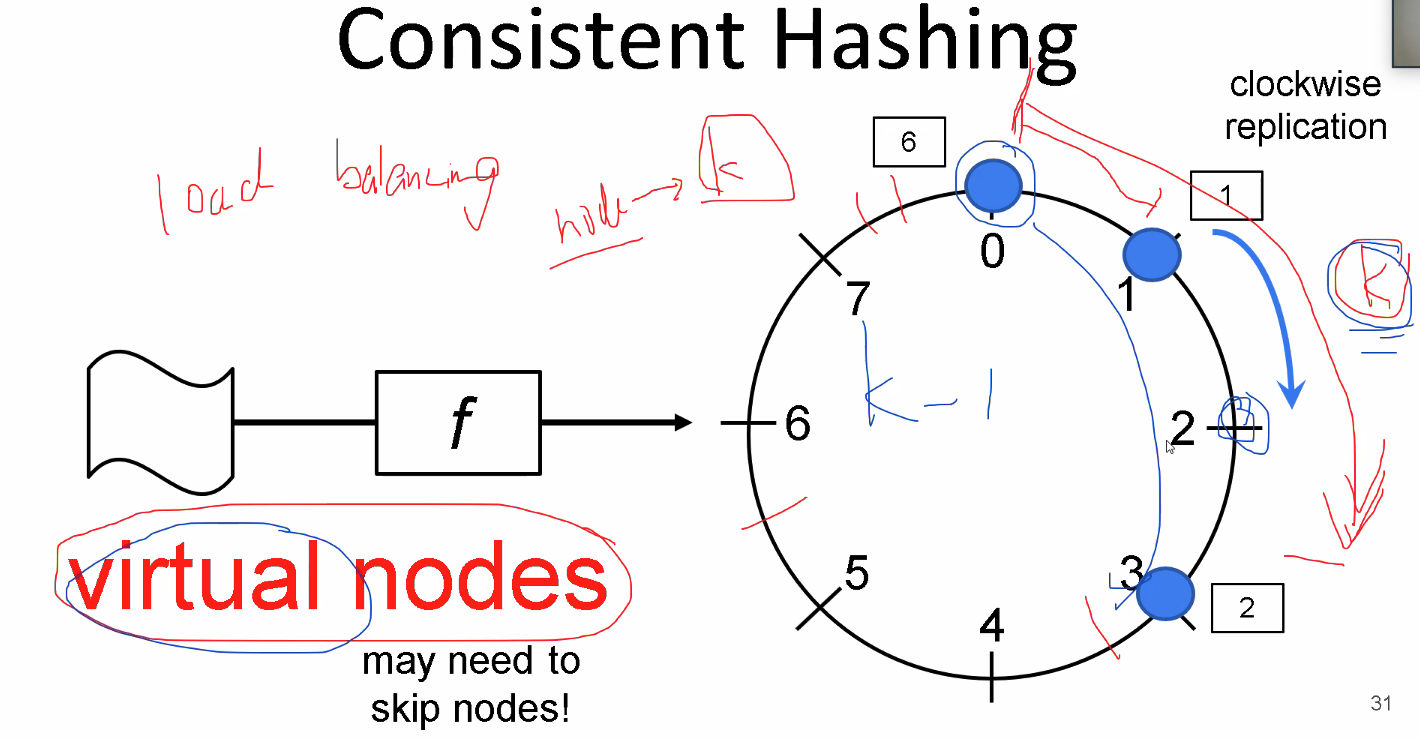 Consistent Hashing
clockwise
replication
load balancing
node → K
6
1
K
0
1
7
K-1
f
6
2
virtual nodes
5
3
2
4
may need to
skip nodes!
31